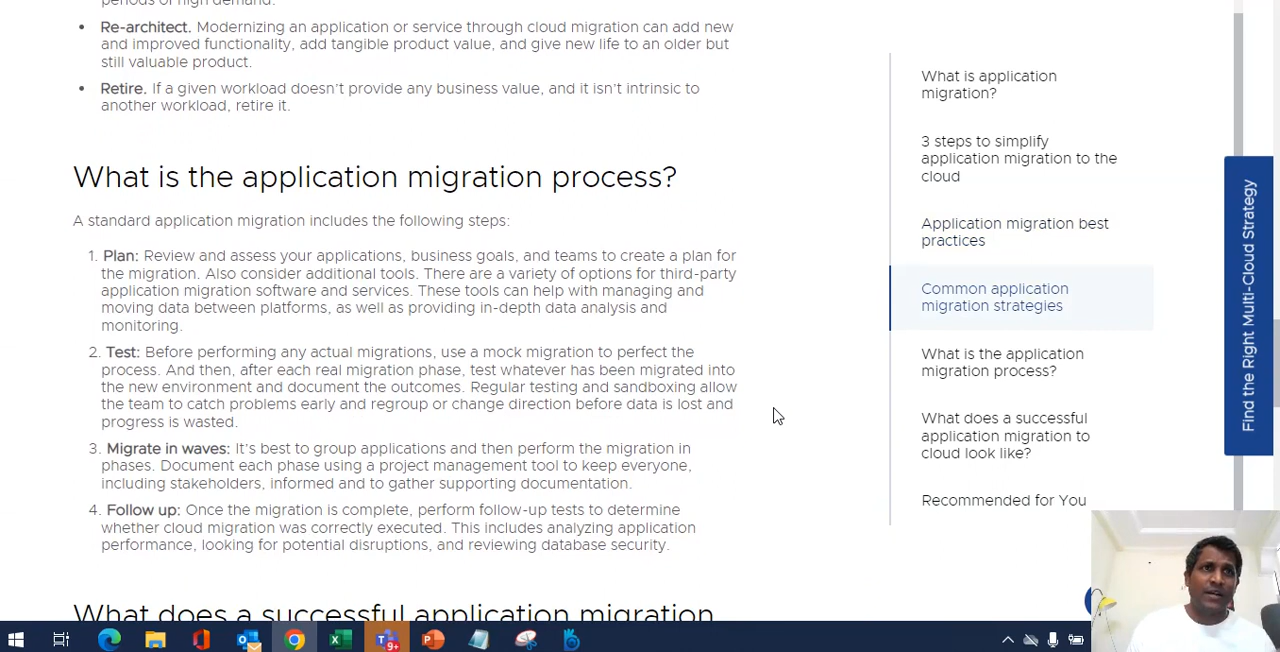 periods of high demand.
• Re-architect. Modernizing an application or service through cloud migration can add new
and improved functionality, add tangible product value, and give new life to an older but
still valuable product.
• Retire. If a given workload doesn't provide any business value, and it isn't intrinsic to
another workload, retire it.
What is the application migration process?
A standard application migration includes the following steps:
1. Plan: Review and assess your applications, business goals, and teams to create a plan for
the migration. Also consider additional tools. There are a variety of options for third-party
application migration software and services. These tools can help with managing and
moving data between platforms, as well as providing in-depth data analysis and
monitoring.
2. Test: Before performing any actual migrations, use a mock migration to perfect the
process. And then, after each real migration phase, test whatever has been migrated into
the new environment and document the outcomes. Regular testing and sandboxing allow
the team to catch problems early and regroup or change direction before data is lost and
progress is wasted.
3. Migrate in waves: It's best to group applications and then perform the migration in
phases. Document each phase using a project management tool to keep everyone,
including stakeholders, informed and to gather supporting documentation.
4. Follow up: Once the migration is complete, perform follow-up tests to determine
whether cloud migration was correctly executed. This includes analyzing application
performance, looking for potential disruptions, and reviewing database security.
What does a successful application migration
What is application
migration?
3 steps to simplify
application migration to the
cloud
Application migration best
practices
Common application
migration strategies
What is the application
migration process?
What does a successful
application migration to
cloud look like?
Recommended for You
Find the Right Multi-Cloud Strategy
9+